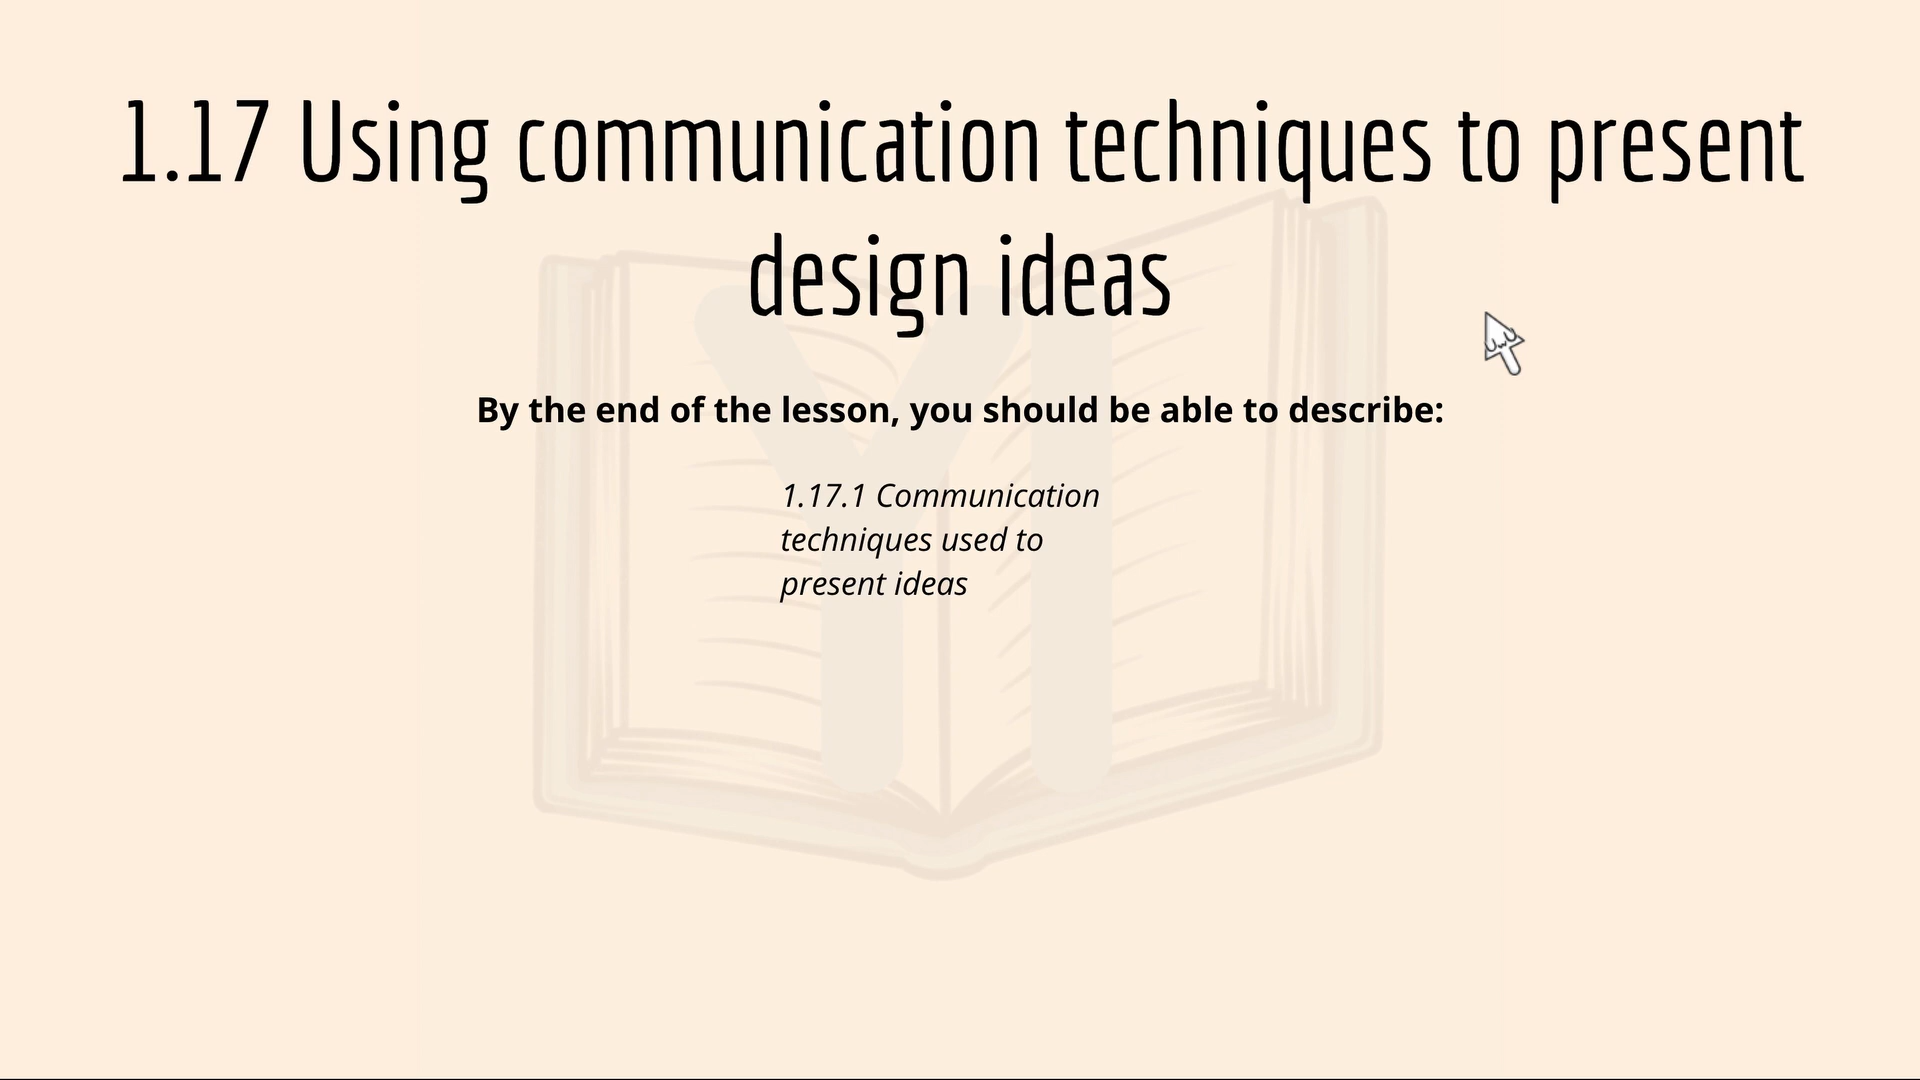 1.17 Using communication techniques to present
design ideas
By the end of the lesson, you should be able to describe:
1.17.1 Communication
techniques used to
present ideas
YI